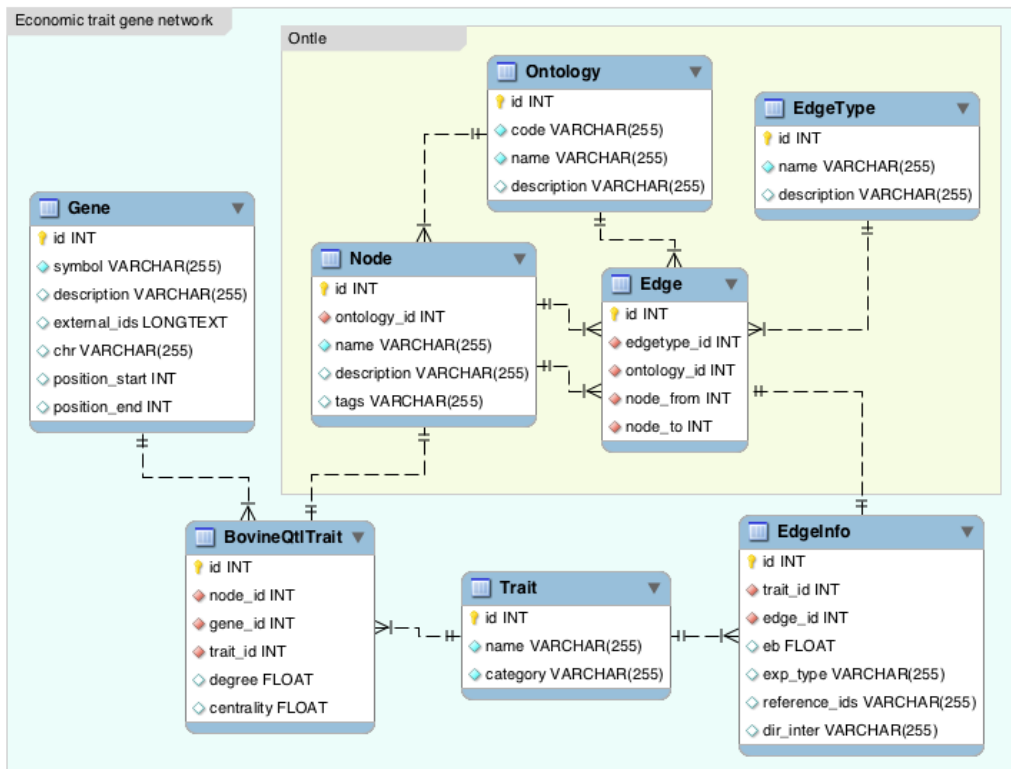 Economic trait gene network
Ontle
Ontology
id INT
code VARCHAR(255)
name VARCHAR(255)
description VARCHAR(255)
EdgeType
id INT
name VARCHAR(255)
description VARCHAR(255)
Gene
id INT
symbol VARCHAR(255)
description VARCHAR(255)
external_ids LONGTEXT
chr VARCHAR(255)
position_start INT
position_end INT
Node
id INT
ontology_id INT
name VARCHAR(255)
description VARCHAR(255)
tags VARCHAR(255)
Edge
id INT
edgetype_id INT
ontology_id INT
node_from INT
node_to INT
BovineQtlTrait
id INT
node_id INT
gene_id INT
trait_id INT
degree FLOAT
centrality FLOAT
Trait
id INT
name VARCHAR(255)
category VARCHAR(255)
EdgeInfo
id INT
trait_id INT
edge_id INT
eb FLOAT
exp_type VARCHAR(255)
reference_ids VARCHAR(255)
dir_inter VARCHAR(255)